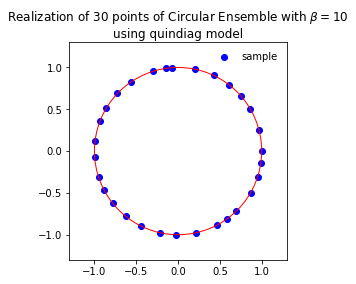 Realization of 30 points of Circular Ensemble with β = 10
using quindiag model
sample
1.0
0.5
0.0
−0.5
−1.0
−1.0 −0.5 0.0 0.5 1.0